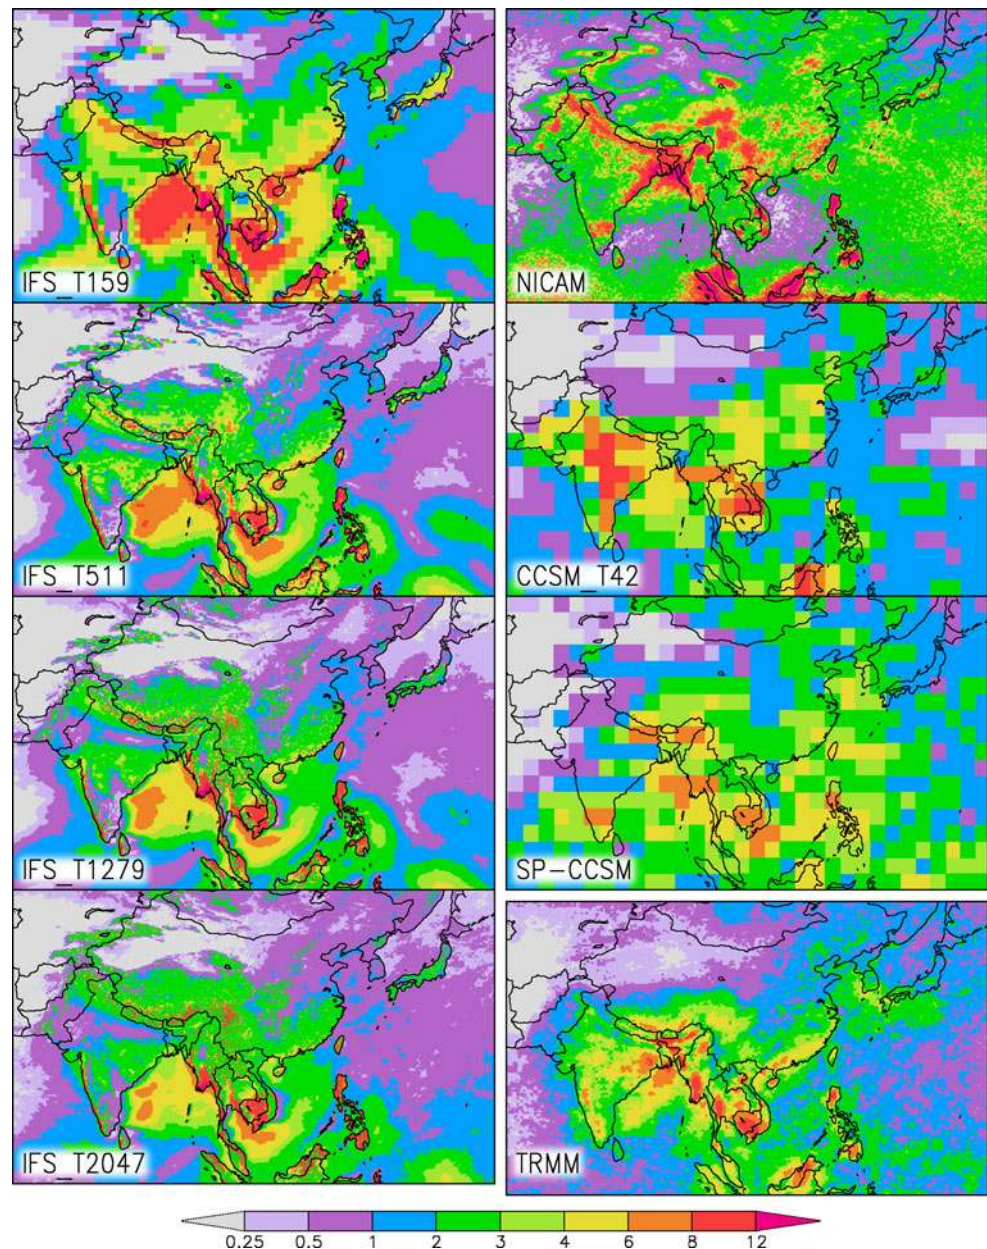 IFS_T159
NICAM
IFS_T511
CCSM_T42
IFS_T1279
SP-CCSM
IFS_T2047
TRMM
0.25 0.5 1 2 3 4 6 8 12